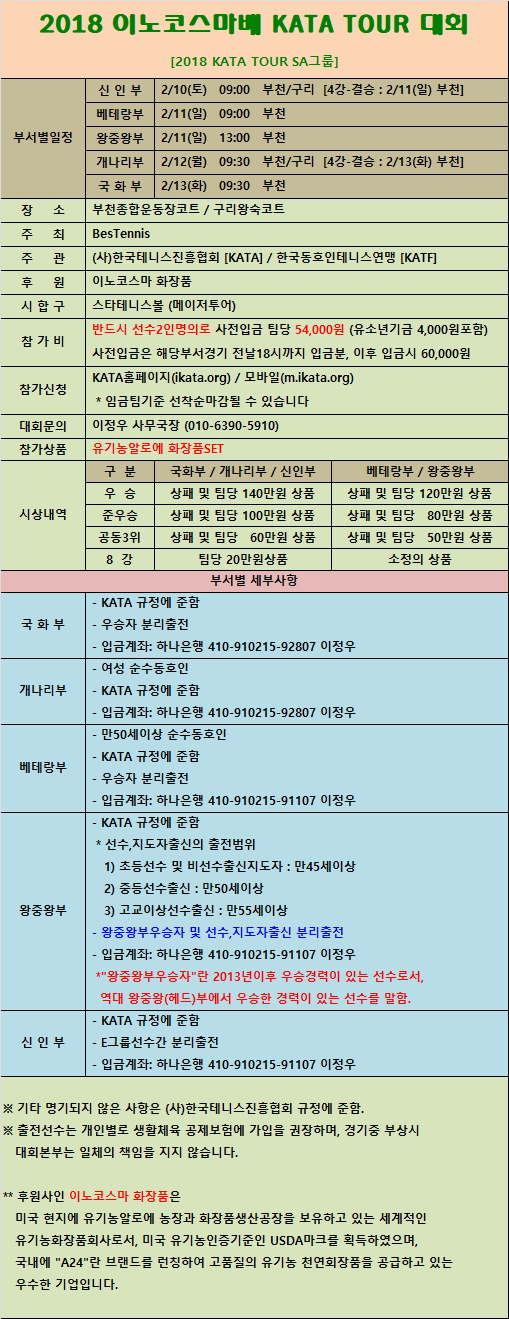 2018 이노코스마배 KATA TOUR 대회
[2018 KATA TOUR SA그룹]
부서별일정
신 인 부 2/10(토) 09:00 부천/구리 [4강-결승 : 2/11(일) 부천]
베테랑부 2/11(일) 09:00 부천
왕중왕부 2/11(일) 13:00 부천
개나리부 2/12(월) 09:30 부천/구리 [4강-결승 : 2/13(화) 부천]
국 화 부 2/13(화) 09:30 부천
장 소 부천종합운동장코트 / 구리왕숙코트
주 최 BesTennis
주 관 (사)한국테니스진흥협회 [KATA] / 한국동호인테니스연맹 [KATF]
후 원 이노코스마 화장품
시 합 구 스타테니스볼 (메이저투어)
참 가 비 반드시 선수2인명의로 사전입금 팀당 54,000원 (유소년기금 4,000원포함)
사전입금은 해당부서경기 전날18시까지 입금분, 이후 입금시 60,000원
참가신청 KATA홈페이지(ikata.org) / 모바일(m.ikata.org)
* 임금팀기준 선착순마감될 수 있습니다
대회문의 이정우 사무국장 (010-6390-5910)
참가상품 유기농알로에 화장품SET
시상내역
구 분 국화부 / 개나리부 / 신인부 베테랑부 / 왕중왕부
우 승 상패 및 팀당 140만원 상품 상패 및 팀당 120만원 상품
준우승 상패 및 팀당 100만원 상품 상패 및 팀당 80만원 상품
공동3위 상패 및 팀당 60만원 상품 상패 및 팀당 50만원 상품
8 강 팀당 20만원상품 소정의 상품
부서별 세부사항
국 화 부
- KATA 규정에 준함
- 우승자 분리출전
- 입금계좌: 하나은행 410-910215-92807 이정우
개나리부
- 여성 순수동호인
- KATA 규정에 준함
- 입금계좌: 하나은행 410-910215-92807 이정우
베테랑부
- 만50세이상 순수동호인
- KATA 규정에 준함
- 우승자 분리출전
- 입금계좌: 하나은행 410-910215-91107 이정우
왕중왕부
- KATA 규정에 준함
* 선수,지도자출신의 출전범위
1) 초등선수 및 비선수출신지도자 : 만45세이상
2) 중등선수출신 : 만50세이상
3) 고교이상선수출신 : 만55세이상
- 왕중왕부우승자 및 선수,지도자출신 분리출전
- 입금계좌: 하나은행 410-910215-91107 이정우
*"왕중왕부우승자"란 2013년이후 우승경력이 있는 선수로서,
역대 왕중왕(헤드)부에서 우승한 경력이 있는 선수를 말함.
신 인 부
- KATA 규정에 준함
- E그룹선수간 분리출전
- 입금계좌: 하나은행 410-910215-91107 이정우
※ 기타 명기되지 않은 사항은 (사)한국테니스진흥협회 규정에 준함.
※ 출전선수는 개인별로 생활체육 공제보험에 가입을 권장하며, 경기중 부상시
대회본부는 일체의 책임을 지지 않습니다.
** 후원사인 이노코스마 화장품은
미국 현지에 유기농알로에 농장과 화장품생산공장을 보유하고 있는 세계적인
유기농화장품회사로서, 미국 유기농인증기준인 USDA마크를 획득하였으며,
국내에 "A24"란 브랜드를 런칭하여 고품질의 유기농 천연회장품을 공급하고 있는
우수한 기업입니다.